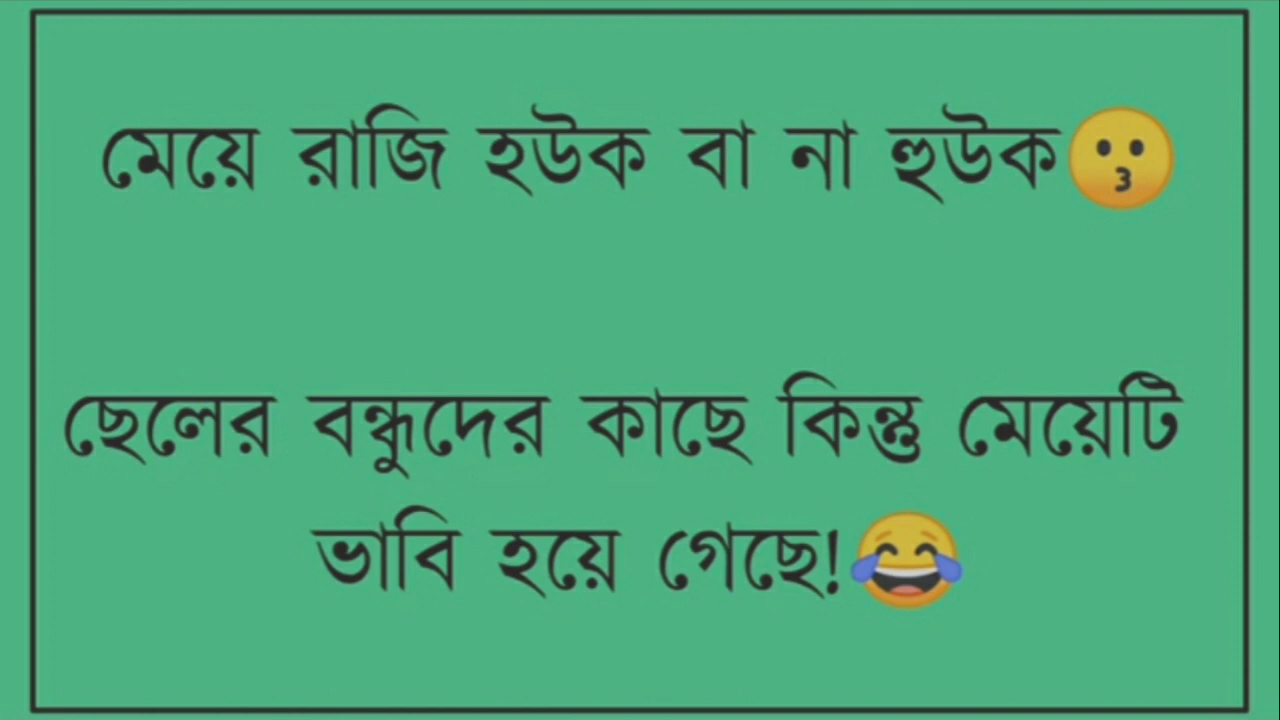 মেয়ে রাজি হউক বা না হুউক😗
ছেলের বন্ধুদের কাছে কিন্তু মেয়েটি
ভাবি হয়ে গেছে!😂